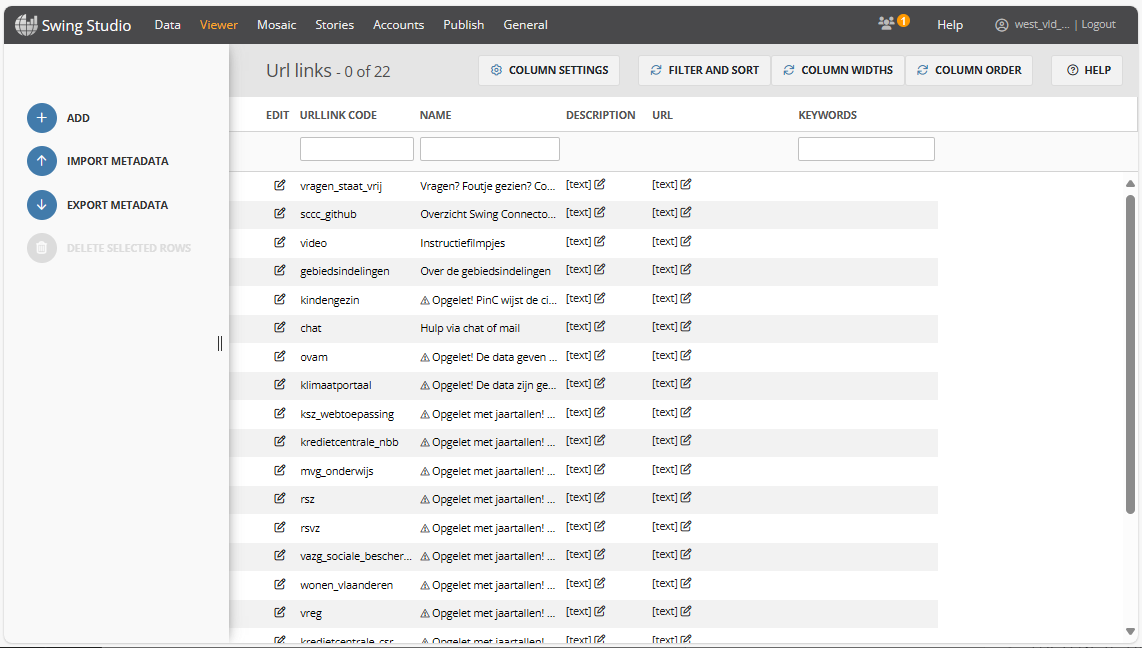 Swing Studio Data Viewer Mosaic Stories Accounts Publish General 1 Help west_vld_... | Logout
Url links - 0 of 22 COLUMN SETTINGS FILTER AND SORT COLUMN WIDTHS COLUMN ORDER HELP
ADD
IMPORT METADATA
EXPORT METADATA
DELETE SELECTED ROWS
EDIT URLLINK CODE NAME DESCRIPTION URL KEYWORDS
vragen_staat_vrij Vragen? Foutje gezien? Co... [text] [text]
sccc_github Overzicht Swing Connecto... [text] [text]
video Instructiefilmpjes [text] [text]
gebiedsindelingen Over de gebiedsindelingen [text] [text]
kindengezin ⚠ Opgelet! PinC wijst de ci... [text] [text]
chat Hulp via chat of mail [text] [text]
ovam ⚠ Opgelet! De data geven ... [text] [text]
klimaatportaal ⚠ Opgelet! De data zijn ge... [text] [text]
ksz_webtoepassing ⚠ Opgelet met jaartallen! ... [text] [text]
kredietcentrale_nbb ⚠ Opgelet met jaartallen! ... [text] [text]
mvg_onderwijs ⚠ Opgelet met jaartallen! ... [text] [text]
rsz ⚠ Opgelet met jaartallen! ... [text] [text]
rsvz ⚠ Opgelet met jaartallen! ... [text] [text]
vazg_sociale_bescher... ⚠ Opgelet met jaartallen! ... [text] [text]
wonen_vlaanderen ⚠ Opgelet met jaartallen! ... [text] [text]
vreg ⚠ Opgelet met jaartallen! ... [text] [text]
kredietcentrale_csr ⚠ Opgelet met jaartallen! ... [text] [text]